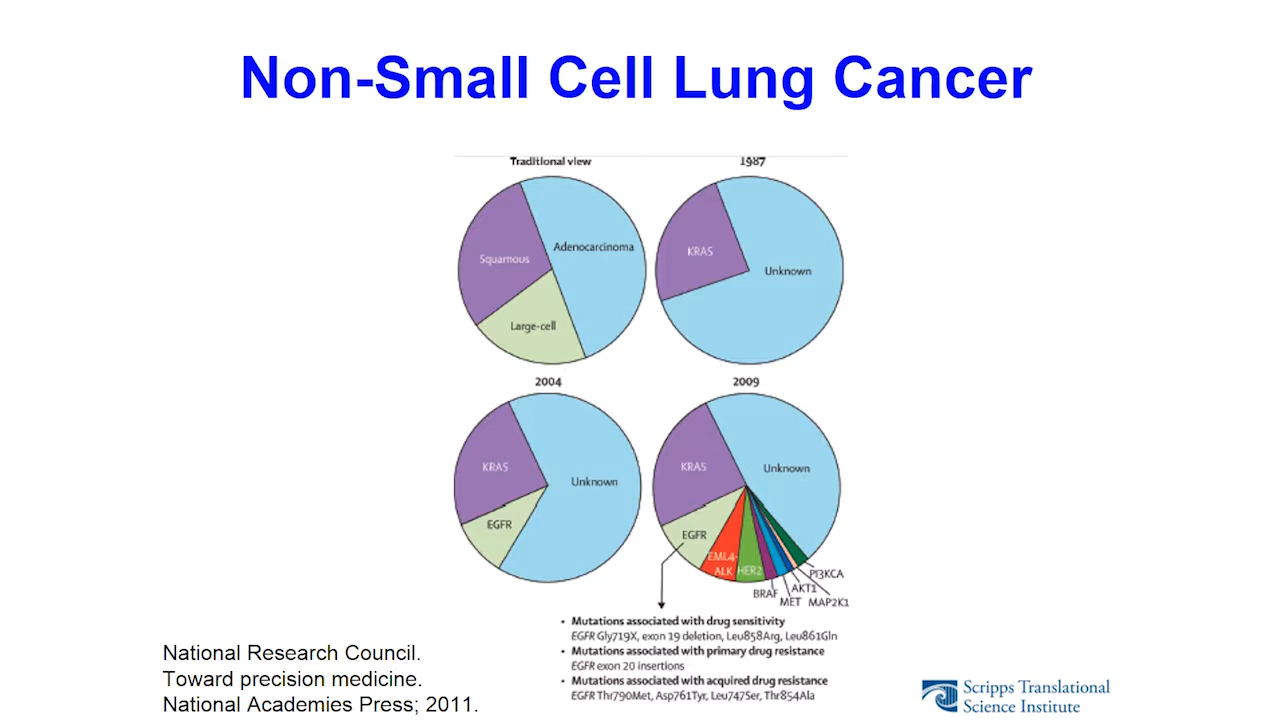 Non-Small Cell Lung Cancer
Traditional view
1987
Squamous
Adenocarcinoma
Large-cell
KRAS
Unknown
2004
2009
KRAS
Unknown
EGFR
KRAS
Unknown
EGFR
EML4-
ALK
HER2
BRAF
MET
AKT1
MAP2K1
PI3KCA
• Mutations associated with drug sensitivity
EGFR Gly719X, exon 19 deletion, Leu858Arg, Leu861Gln
• Mutations associated with primary drug resistance
EGFR exon 20 insertions
• Mutations associated with acquired drug resistance
EGFR Thr790Met, Asp761Tyr, Leu747Ser, Thr854Ala
National Research Council.
Toward precision medicine.
National Academies Press; 2011.
Scripps Translational
Science Institute